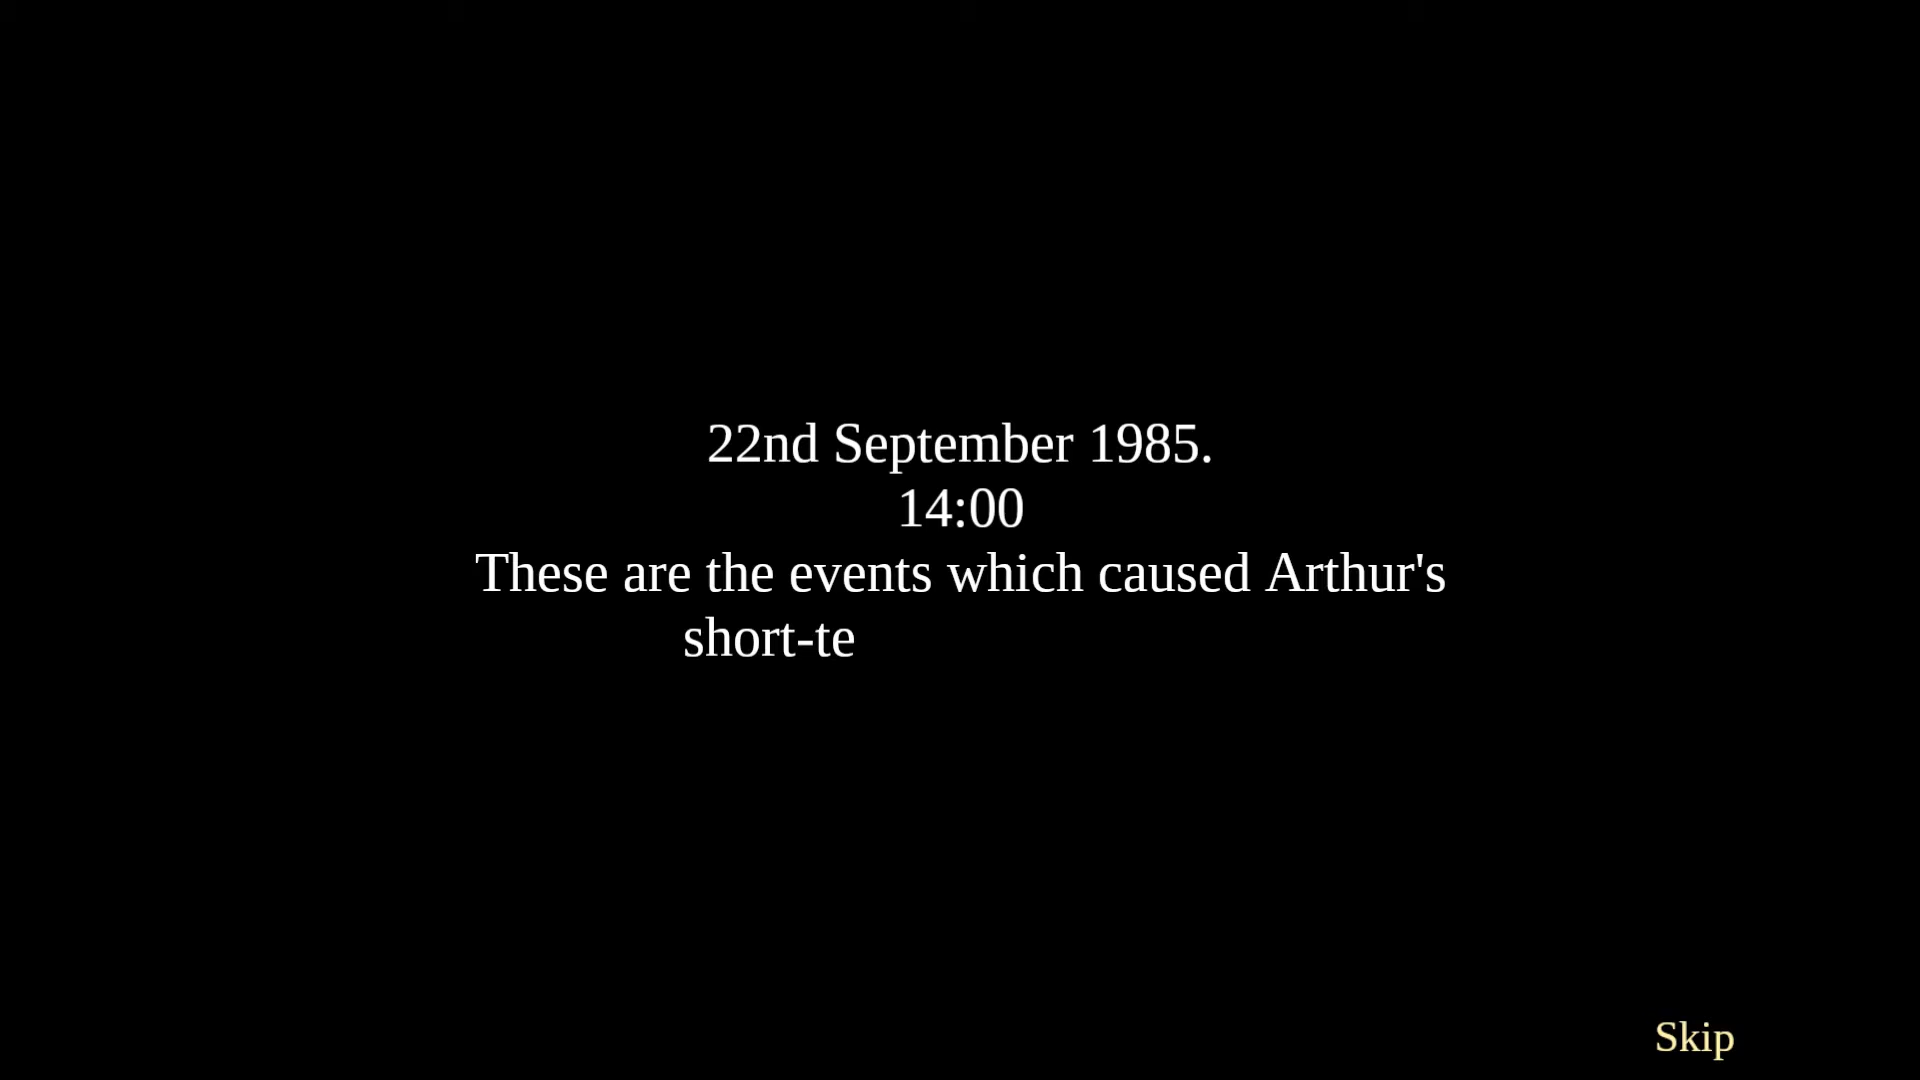 22nd September 1985.
14:00
These are the events which caused Arthur's
short-te
Skip